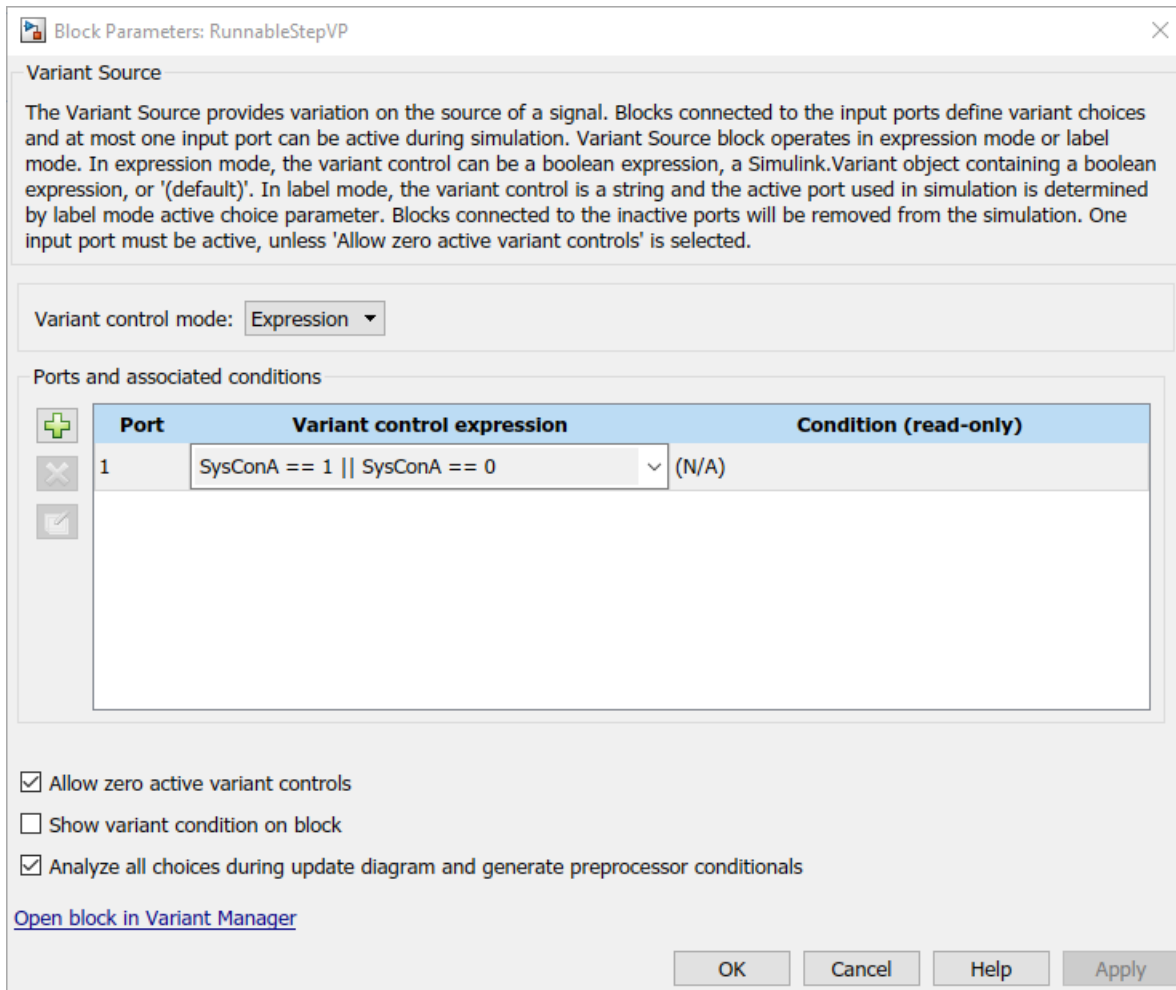 Block Parameters: RunnableStepVP
Variant Source
The Variant Source provides variation on the source of a signal. Blocks connected to the input ports define variant choices
and at most one input port can be active during simulation. Variant Source block operates in expression mode or label
mode. In expression mode, the variant control can be a boolean expression, a Simulink.Variant object containing a boolean
expression, or '(default)'. In label mode, the variant control is a string and the active port used in simulation is determined
by label mode active choice parameter. Blocks connected to the inactive ports will be removed from the simulation. One
input port must be active, unless 'Allow zero active variant controls' is selected.
Variant control mode: Expression
Ports and associated conditions
Port Variant control expression Condition (read-only)
1 SysConA == 1 || SysConA == 0 (N/A)
Allow zero active variant controls
Show variant condition on block
Analyze all choices during update diagram and generate preprocessor conditionals
Open block in Variant Manager
OK Cancel Help Apply